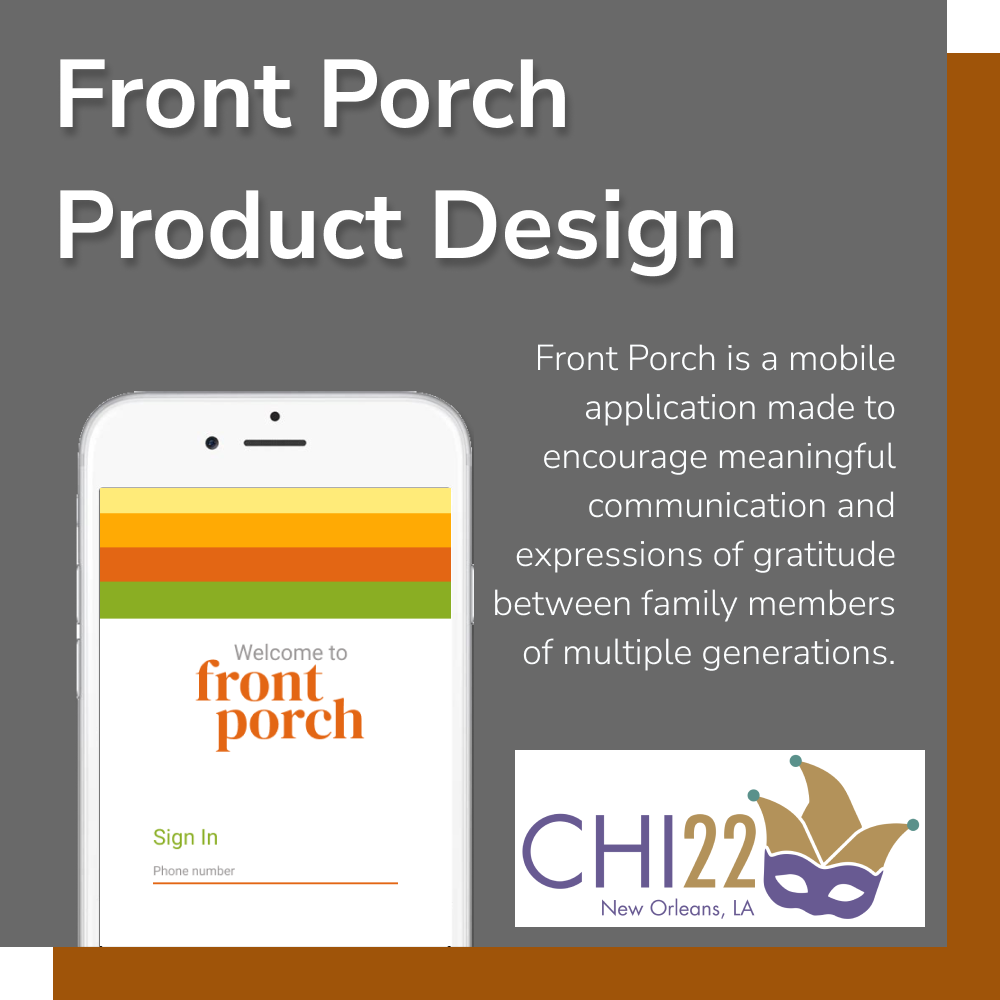 Front Porch
Product Design
Front Porch is a mobile
application made to
encourage meaningful
communication and
expressions of gratitude
between family members
of multiple generations.
Welcome to
front
porch
Sign In
Phone number
CHI22
New Orleans, LA